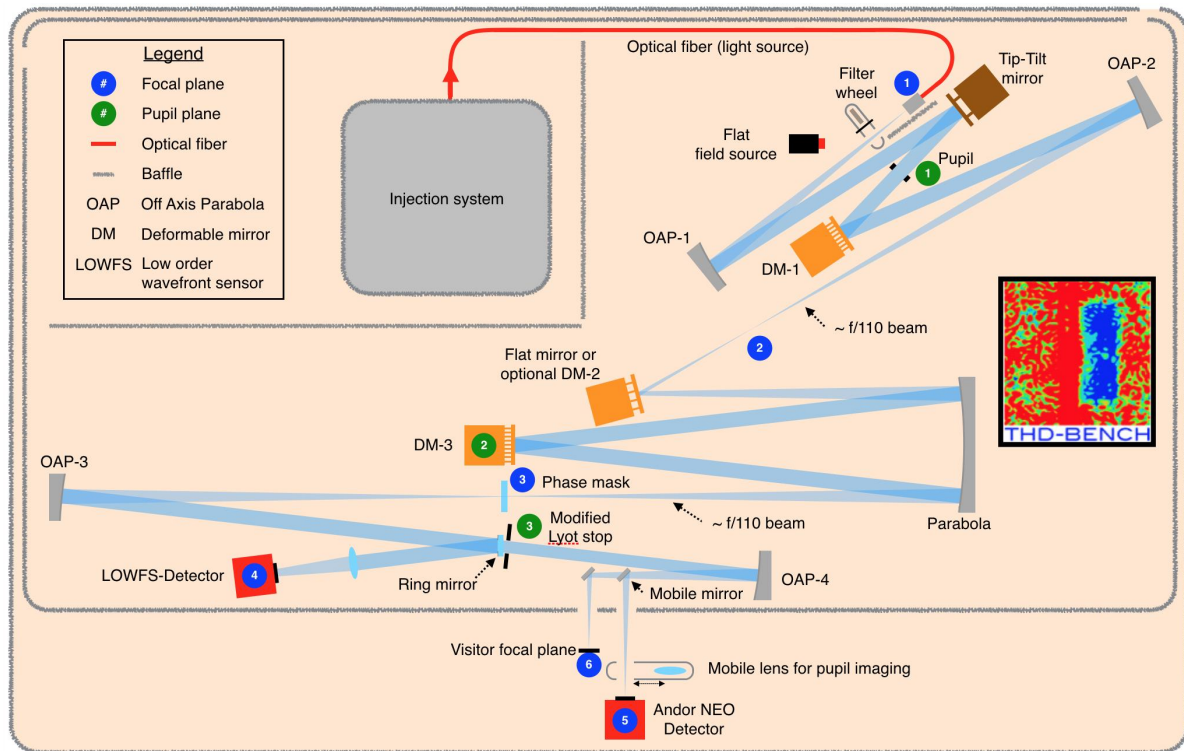 Legend
# Focal plane
# Pupil plane
Optical fiber
Baffle
OAP Off Axis Parabola
DM Deformable mirror
LOWFS Low order
wavefront sensor
Injection system
Optical fiber (light source)
1
Filter
wheel
Tip-Tilt
mirror
OAP-2
Flat
field source
Pupil
1
OAP-1
DM-1
~ f/110 beam
2
Flat mirror or
optional DM-2
THD-BENCH
DM-3
2
OAP-3
3
Phase mask
~ f/110 beam
Parabola
3
Modified
Lyot stop
LOWFS-Detector
4
Ring mirror
OAP-4
Mobile mirror
Visitor focal plane
6
Mobile lens for pupil imaging
5
Andor NEO
Detector